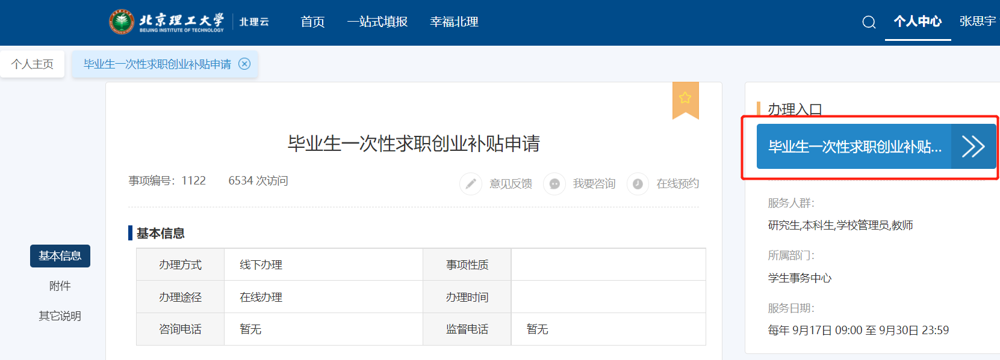 北京理工大学
BEIJING INSTITUTE OF TECHNOLOGY
北理云
首页 一站式填报 幸福北理
个人中心 张思宇
个人主页
毕业生一次性求职创业补贴申请
毕业生一次性求职创业补贴申请
事项编号：1122 6534 次访问
意见反馈 我要咨询 在线预约
基本信息
办理方式 线下办理 事项性质
办理途径 在线办理 办理时间
咨询电话 暂无 监督电话 暂无
基本信息
附件
其它说明
办理入口
毕业生一次性求职创业补贴...
服务人群：
研究生,本科生,学校管理员,教师
所属部门：
学生事务中心
服务日期：
每年 9月17日 09:00 至 9月30日 23:59